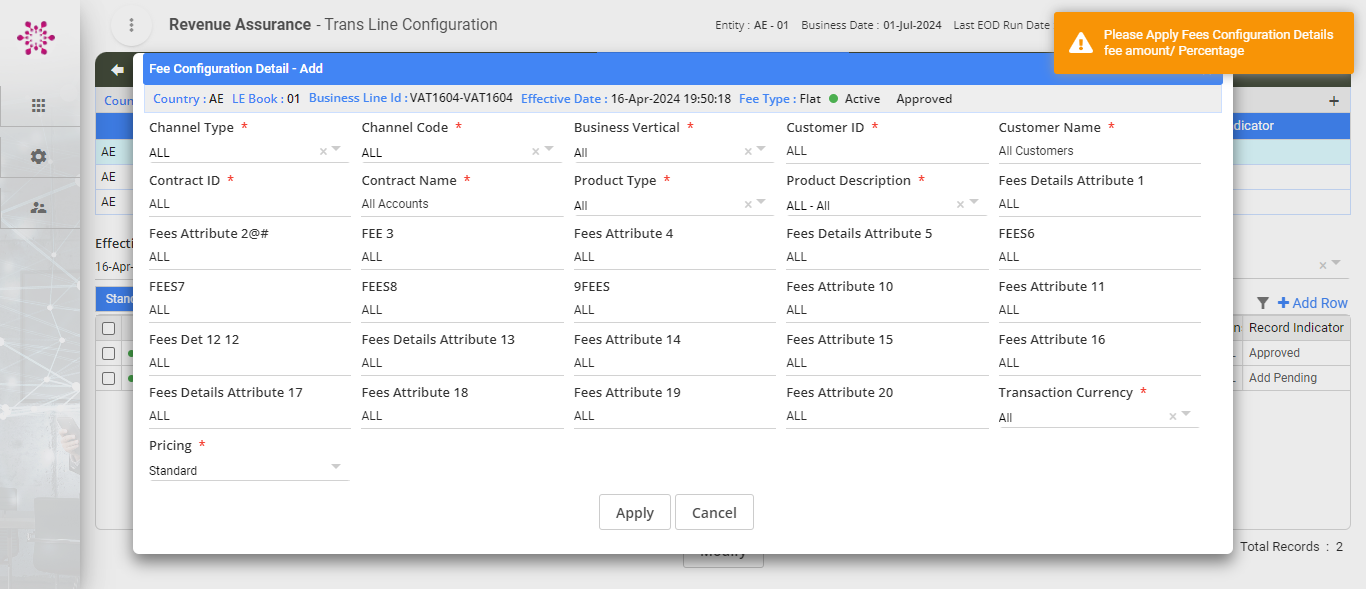 Revenue Assurance - Trans Line Configuration
Entity : AE - 01 Business Date : 01-Jul-2024 Last EOD Run Date
Please Apply Fees Configuration Details
fee amount/ Percentage
Fee Configuration Detail - Add
Country : AE LE Book : 01 Business Line Id : VAT1604-VAT1604 Effective Date : 16-Apr-2024 19:50:18 Fee Type : Flat Active Approved
Channel Type * Channel Code * Business Vertical * Customer ID * Customer Name *
ALL ALL All ALL All Customers
Contract ID * Contract Name * Product Type * Product Description * Fees Details Attribute 1
ALL All Accounts All ALL - All ALL
Fees Attribute 2@# FEE 3 Fees Attribute 4 Fees Details Attribute 5 FEES6
ALL ALL ALL ALL ALL
FEES7 FEES8 9FEES Fees Attribute 10 Fees Attribute 11
ALL ALL ALL ALL ALL
Fees Det 12 12 Fees Details Attribute 13 Fees Attribute 14 Fees Attribute 15 Fees Attribute 16
ALL ALL ALL ALL ALL
Fees Details Attribute 17 Fees Attribute 18 Fees Attribute 19 Fees Attribute 20 Transaction Currency *
ALL ALL ALL ALL All
Pricing *
Standard
Apply Cancel
Coun
AE
AE
AE
Effecti
16-Apr-
Stand
dicator
+ Add Row
n Record Indicator
Approved
Add Pending
Modify
Total Records : 2